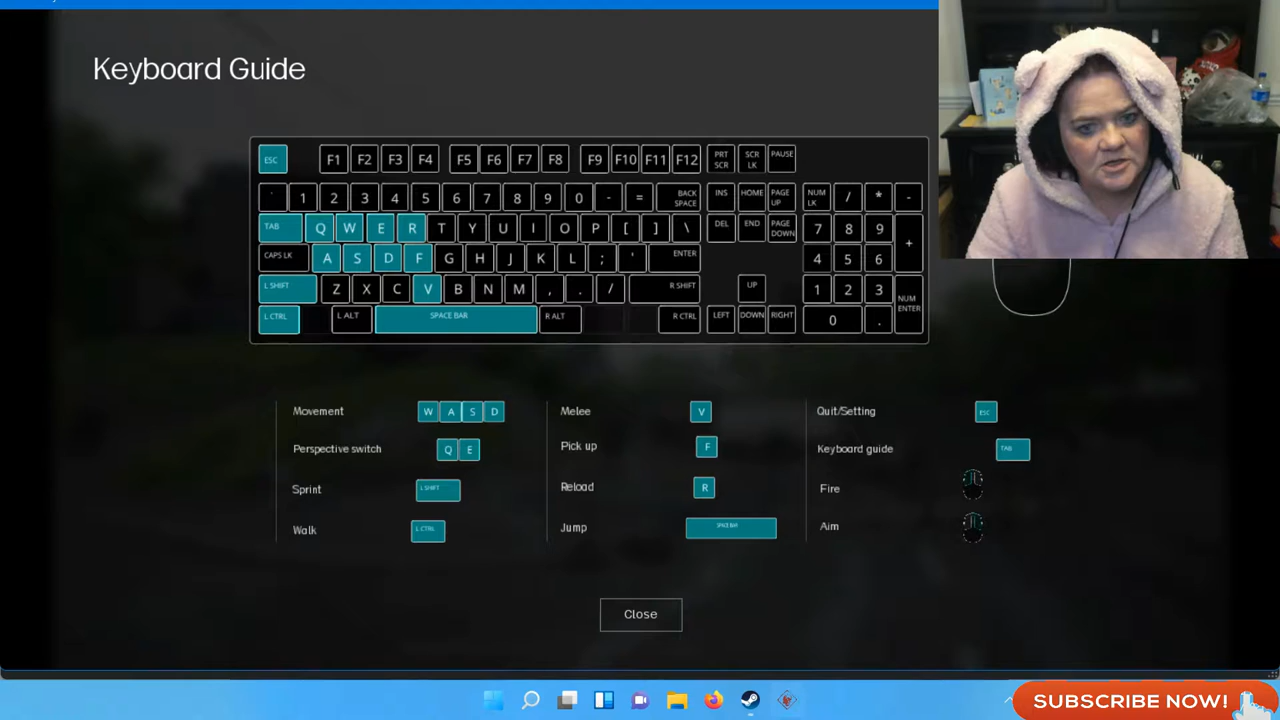 Keyboard Guide
ESC F1 F2 F3 F4 F5 F6 F7 F8 F9 F10 F11 F12 PRT SCR SCR LK PAUSE
` 1 2 3 4 5 6 7 8 9 0 - = BACK SPACE INS HOME PAGE UP NUM LK / * -
TAB Q W E R T Y U I O P [ ] \ DEL END PAGE DOWN 7 8 9 +
CAPS LK A S D F G H J K L ; ' ENTER 4 5 6
L SHIFT Z X C V B N M , . / R SHIFT UP 1 2 3 NUM ENTER
L CTRL L ALT SPACE BAR R ALT R CTRL LEFT DOWN RIGHT 0 .
Movement W A S D
Perspective switch Q E
Sprint L SHIFT
Walk L CTRL
Melee V
Pick up F
Reload R
Jump SPACE BAR
Quit/Setting ESC
Keyboard guide TAB
Fire
Aim
Close
SUBSCRIBE NOW!